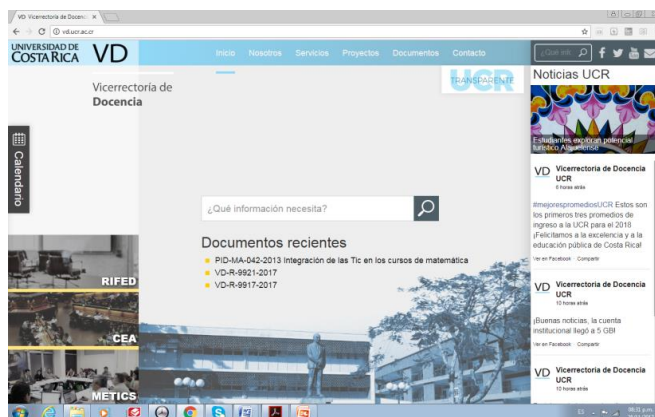 VD Vicerrectoría de Docenc
vd.ucr.ac.cr
UNIVERSIDAD DE
COSTA RICA
VD
Inicio Nosotros Servicios Proyectos Documentos Contacto
Vicerrectoría de
Docencia
TRANSPARENTE
UCR
Calendario
¿Qué información necesita?
Documentos recientes
PID-MA-042-2013 Integración de las Tic en los cursos de matemática
VD-R-9921-2017
VD-R-9917-2017
RIFED
CEA
METICS
Noticias UCR
Estudiantes exploran potencial
turístico Alajuelense
VD Vicerrectoría de Docencia
UCR
6 horas atrás
#mejorespromediosUCR Estos son
los primeros tres promedios de
ingreso a la UCR para el 2018
¡Felicitamos a la excelencia y a la
educación pública de Costa Rica!
Ver en Facebook · Compartir
VD Vicerrectoría de Docencia
UCR
10 horas atrás
¡Buenas noticias, la cuenta
institucional llegó a 5 GB!
Ver en Facebook · Compartir
VD Vicerrectoría de Docencia
UCR
10 horas atrás
ES